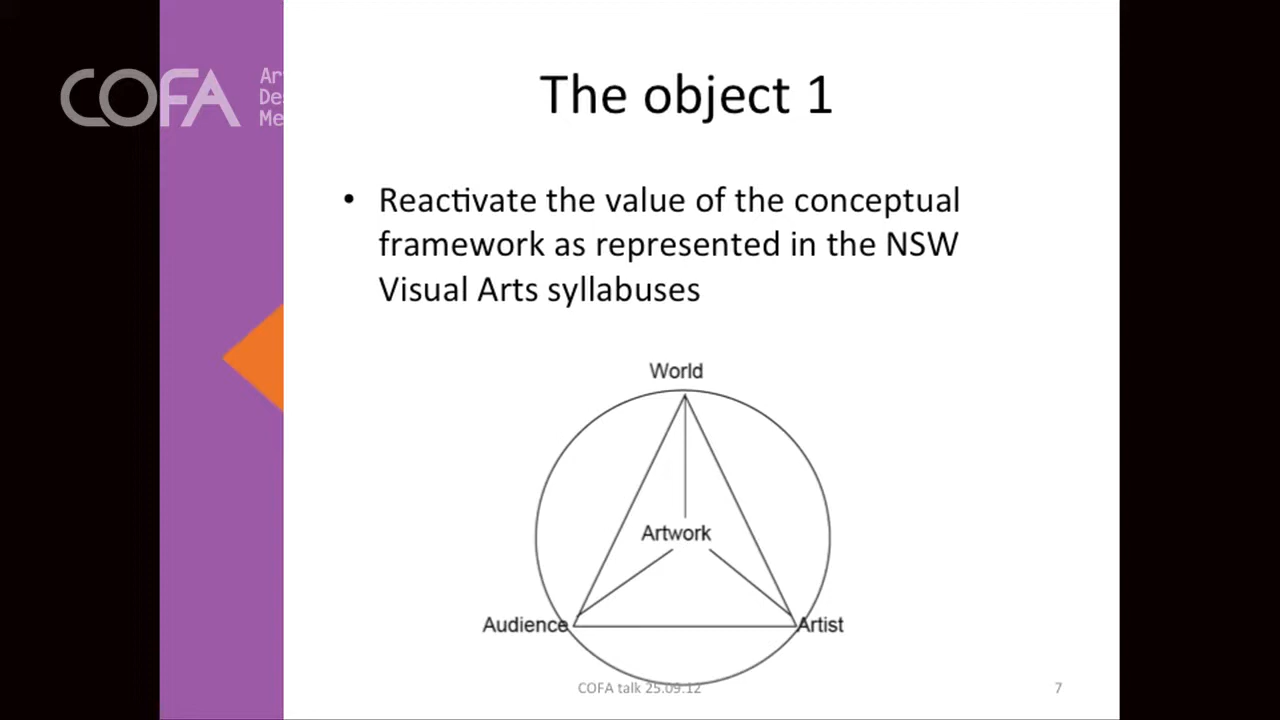 COFA
The object 1
• Reactivate the value of the conceptual
framework as represented in the NSW
Visual Arts syllabuses
World
Artwork
Audience
Artist
COFA talk 25.09.12
7